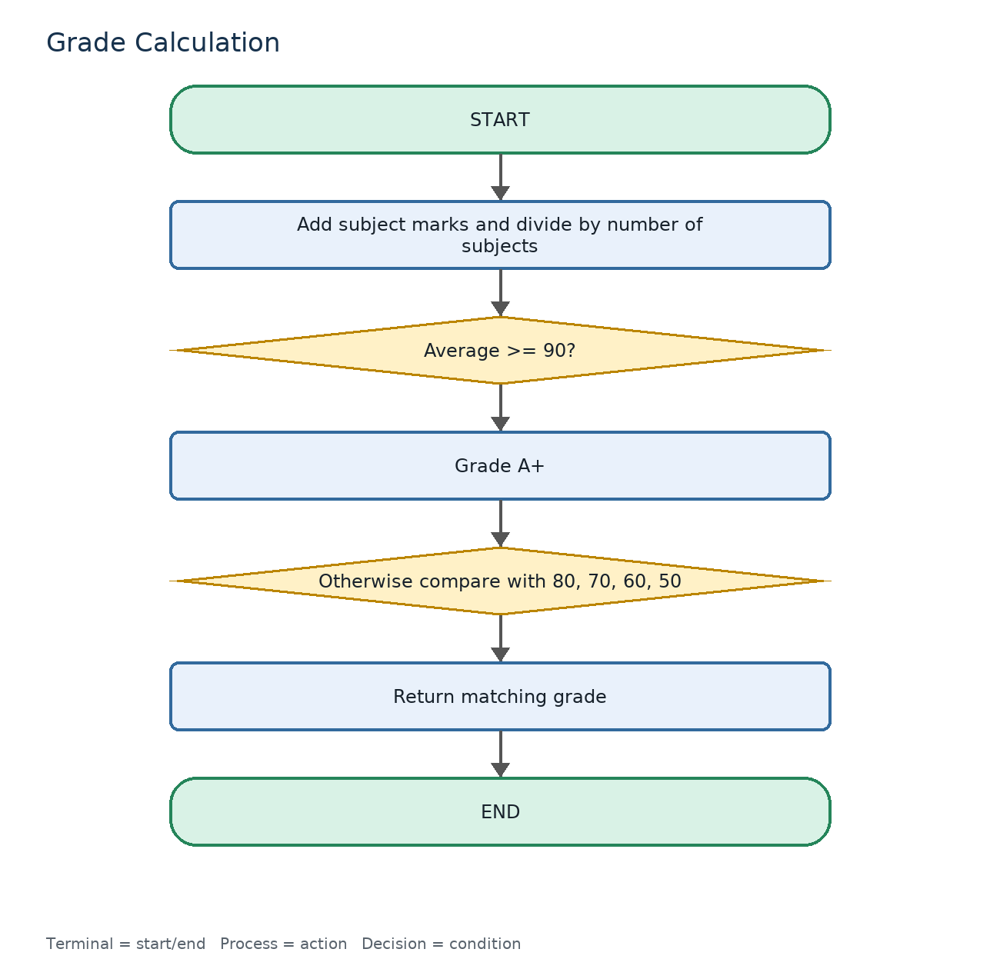 Grade Calculation
START
Add subject marks and divide by number of
subjects
Average >= 90?
Grade A+
Otherwise compare with 80, 70, 60, 50
Return matching grade
END
Terminal = start/end   Process = action   Decision = condition